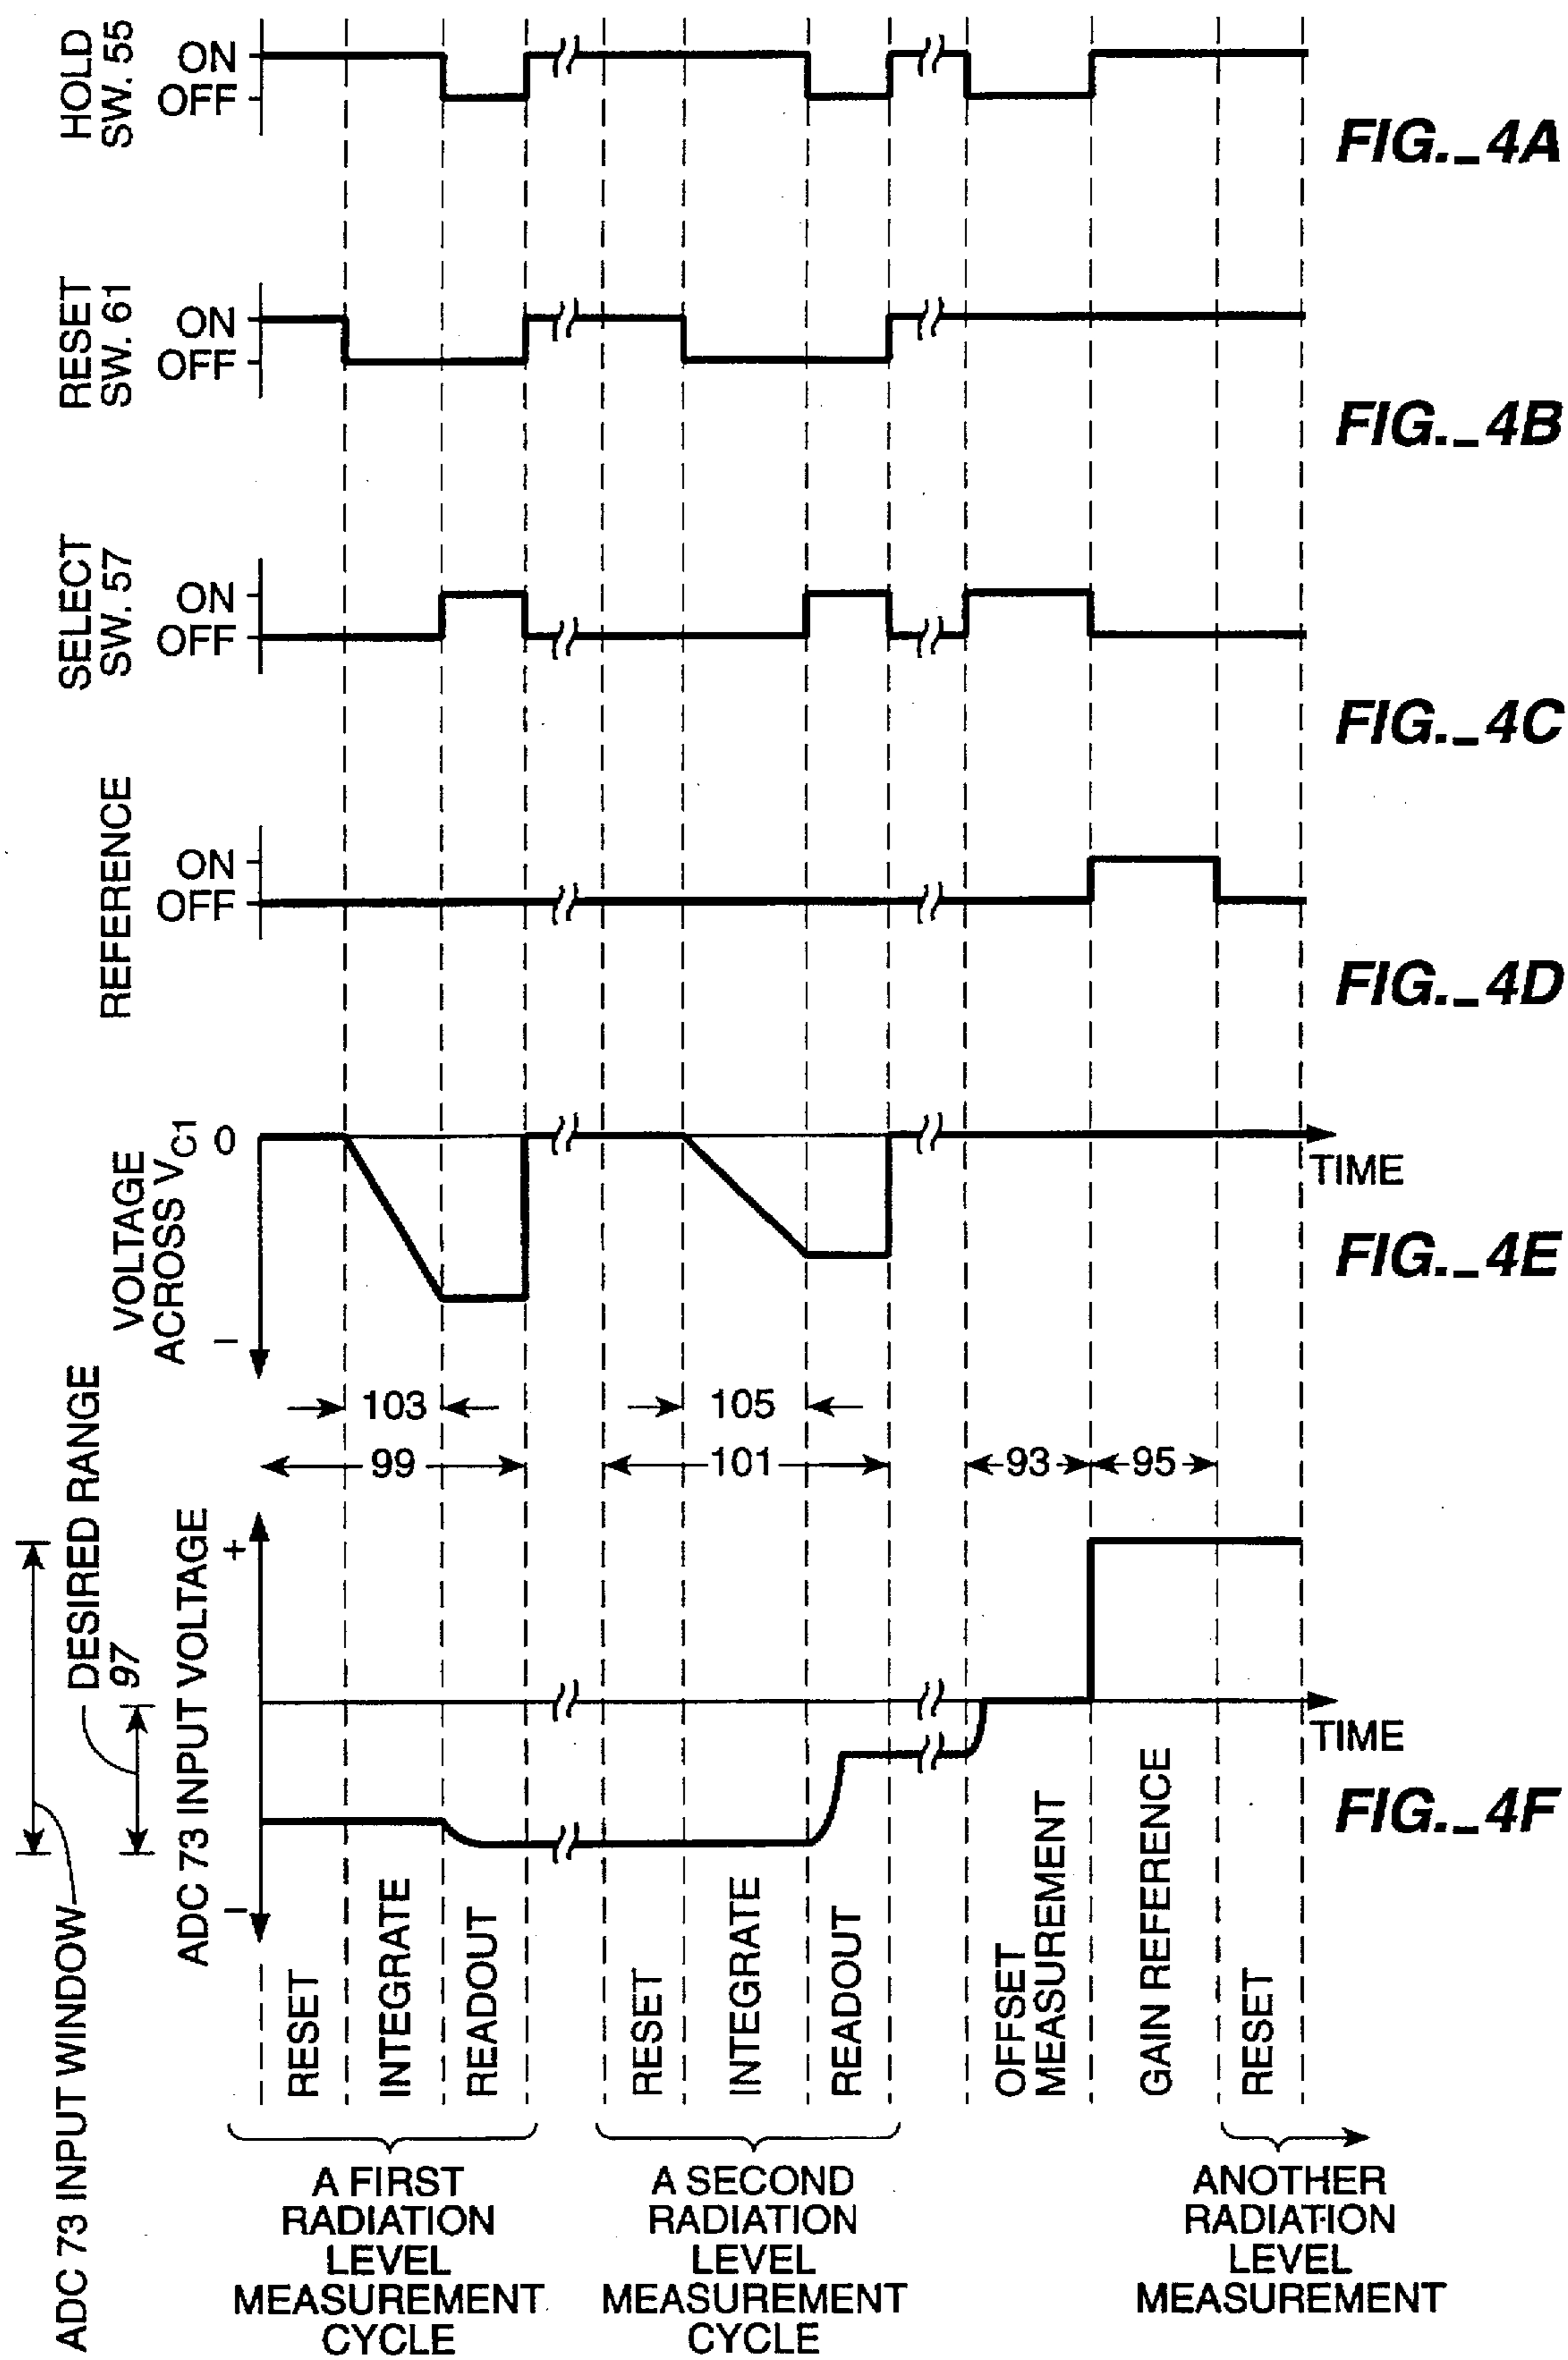 HOLD
SW. 55
ON
OFF
FIG._4A
RESET
SW. 61
ON
OFF
FIG._4B
SELECT
SW. 57
ON
OFF
FIG._4C
REFERENCE
ON
OFF
FIG._4D
VOLTAGE
ACROSS VC1
0
–
TIME
FIG._4E
103
105
99
101
93
95
ADC 73 INPUT WINDOW
DESIRED RANGE
97
ADC 73 INPUT VOLTAGE
+
–
TIME
FIG._4F
RESET
INTEGRATE
READOUT
RESET
INTEGRATE
READOUT
OFFSET
MEASUREMENT
GAIN REFERENCE
RESET
A FIRST
RADIATION
LEVEL
MEASUREMENT
CYCLE
A SECOND
RADIATION
LEVEL
MEASUREMENT
CYCLE
ANOTHER
RADIATION
LEVEL
MEASUREMENT